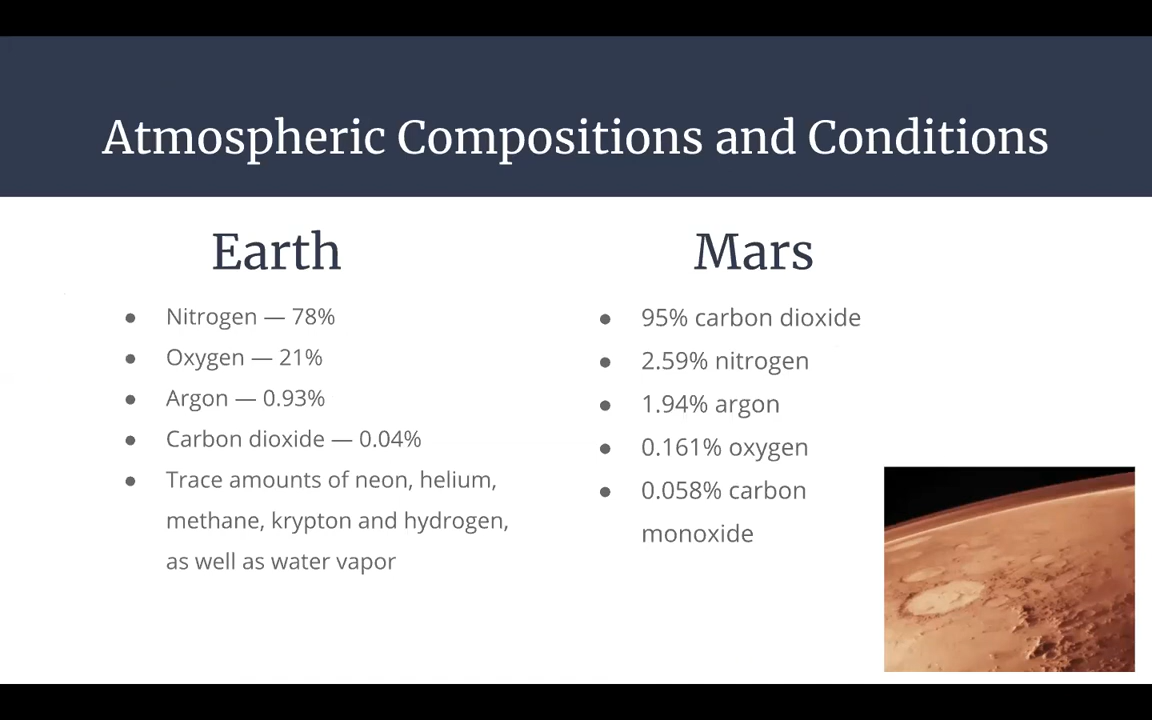 Atmospheric Compositions and Conditions
Earth
● Nitrogen — 78%
● Oxygen — 21%
● Argon — 0.93%
● Carbon dioxide — 0.04%
● Trace amounts of neon, helium,
methane, krypton and hydrogen,
as well as water vapor
Mars
● 95% carbon dioxide
● 2.59% nitrogen
● 1.94% argon
● 0.161% oxygen
● 0.058% carbon
monoxide